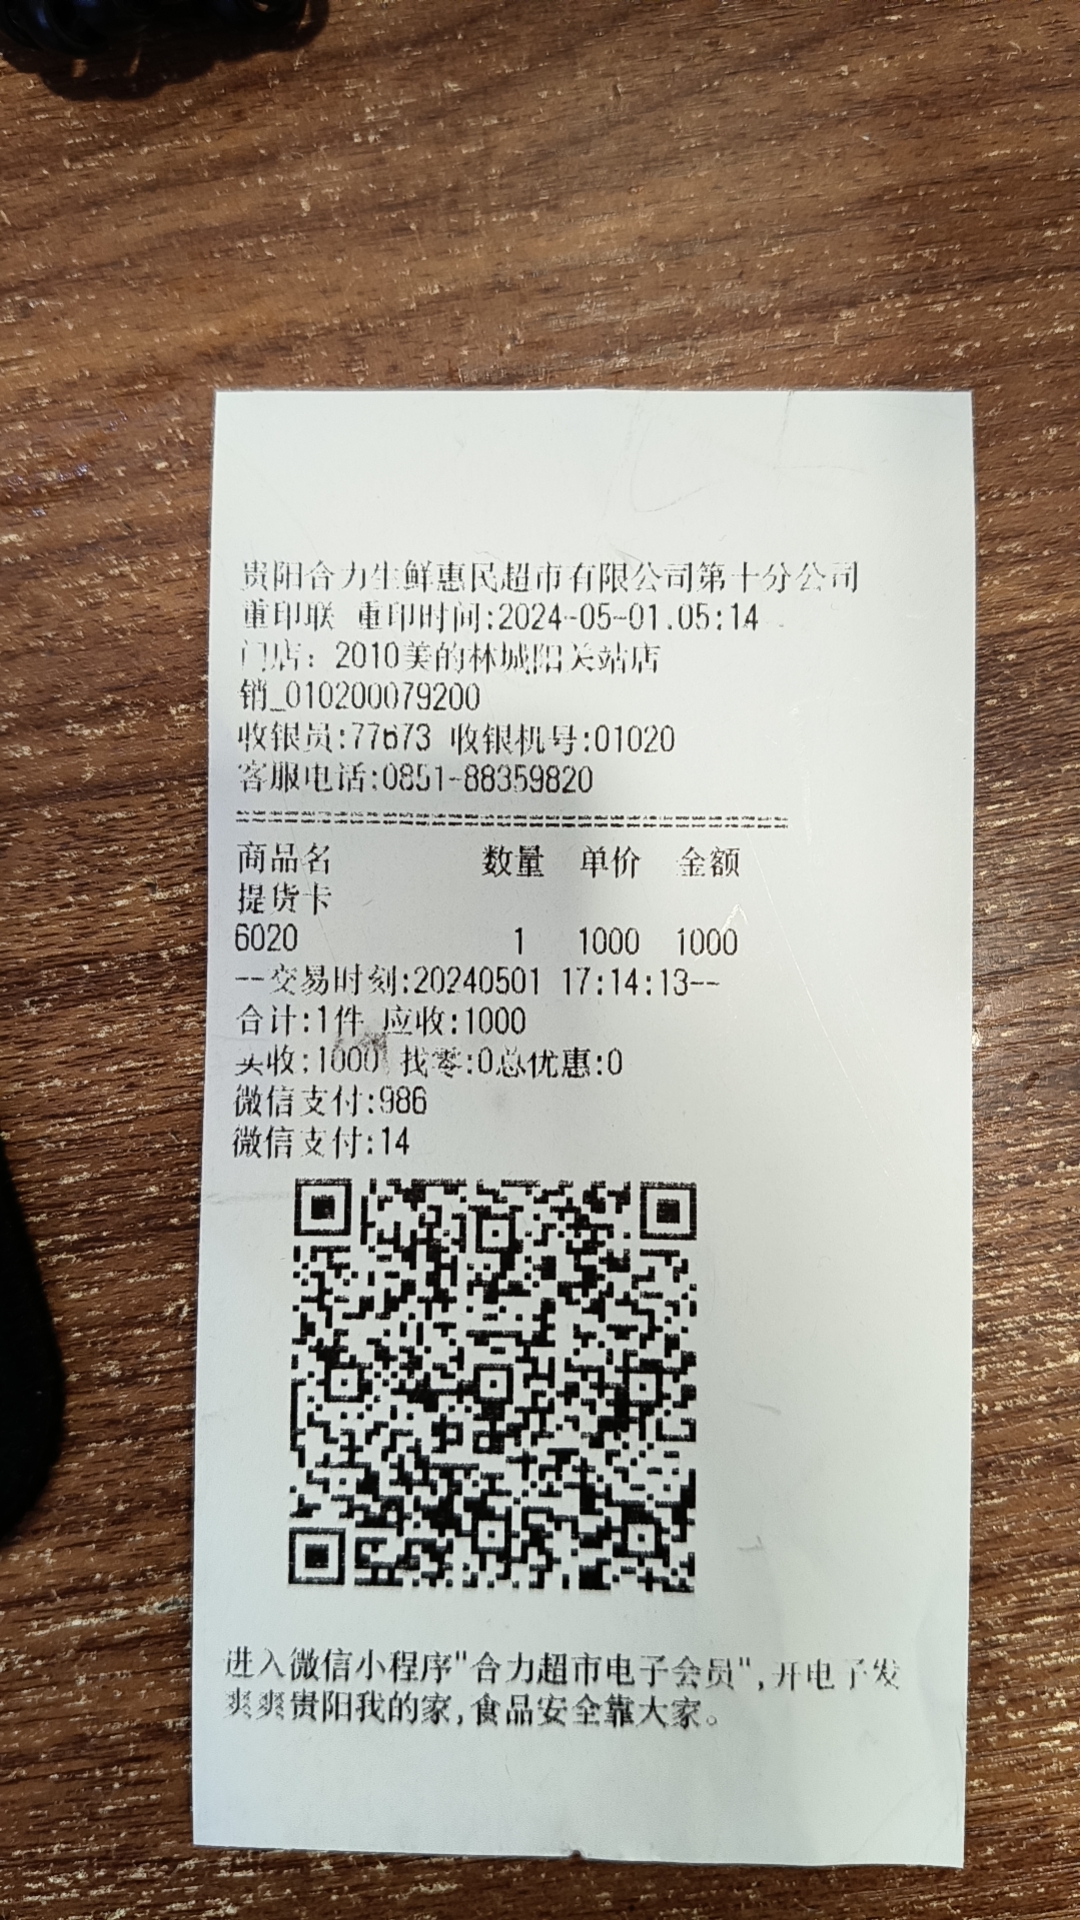 贵阳合力生鲜惠民超市有限公司第十分公司
重印联 重印时间:2024-05-01.05:14
门店: 2010美的林城阳关站店
销_010200079200
收银员:77673 收银机号:01020
客服电话:0851-88359820
商品名 数量 单价 金额
提货卡
6020 1 1000 1000
--交易时刻:20240501 17:14:13--
合计:1件 应收:1000
实收:1000 找零:0总优惠:0
微信支付:986
微信支付:14
进入微信小程序"合力超市电子会员",开电子发
爽爽贵阳我的家,食品安全靠大家。